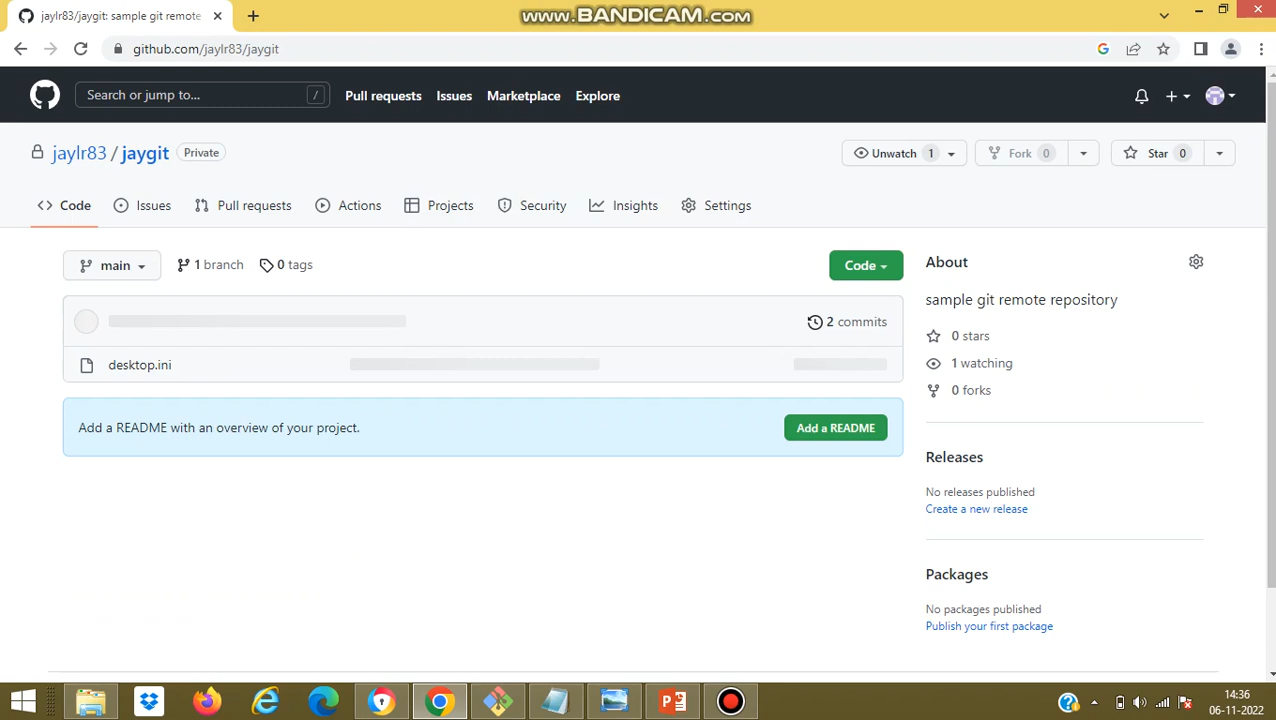 jaylr83/jaygit: sample git remote
www.BANDICAM.com
github.com/jaylr83/jaygit
Search or jump to... /
Pull requests Issues Marketplace Explore
jaylr83 / jaygit Private
Unwatch 1 Fork 0 Star 0
Code Issues Pull requests Actions Projects Security Insights Settings
main 1 branch 0 tags Code
2 commits
desktop.ini
Add a README with an overview of your project. Add a README
About
sample git remote repository
0 stars
1 watching
0 forks
Releases
No releases published
Create a new release
Packages
No packages published
Publish your first package
14:36
06-11-2022